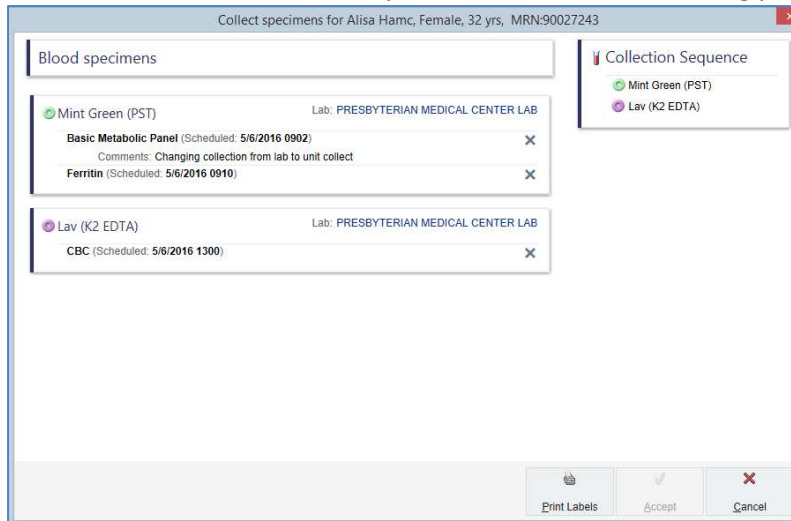 Collect specimens for Alisa Hamc, Female, 32 yrs, MRN:90027243
Blood specimens
Mint Green (PST) Lab: PRESBYTERIAN MEDICAL CENTER LAB
Basic Metabolic Panel (Scheduled: 5/6/2016 0902)
Comments: Changing collection from lab to unit collect
Ferritin (Scheduled: 5/6/2016 0910)
Lav (K2 EDTA) Lab: PRESBYTERIAN MEDICAL CENTER LAB
CBC (Scheduled: 5/6/2016 1300)
Collection Sequence
Mint Green (PST)
Lav (K2 EDTA)
Print Labels Accept Cancel